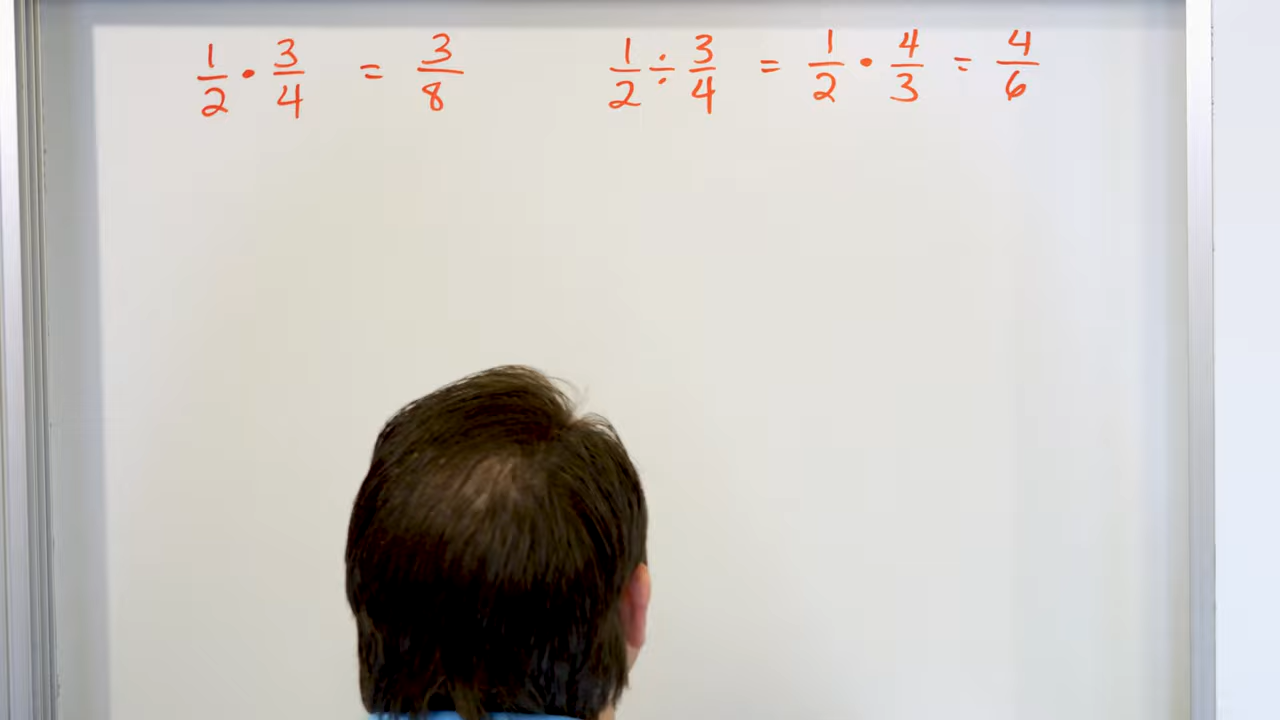 1/2 • 3/4 = 3/8
1/2 ÷ 3/4 = 1/2 • 4/3 = 4/6